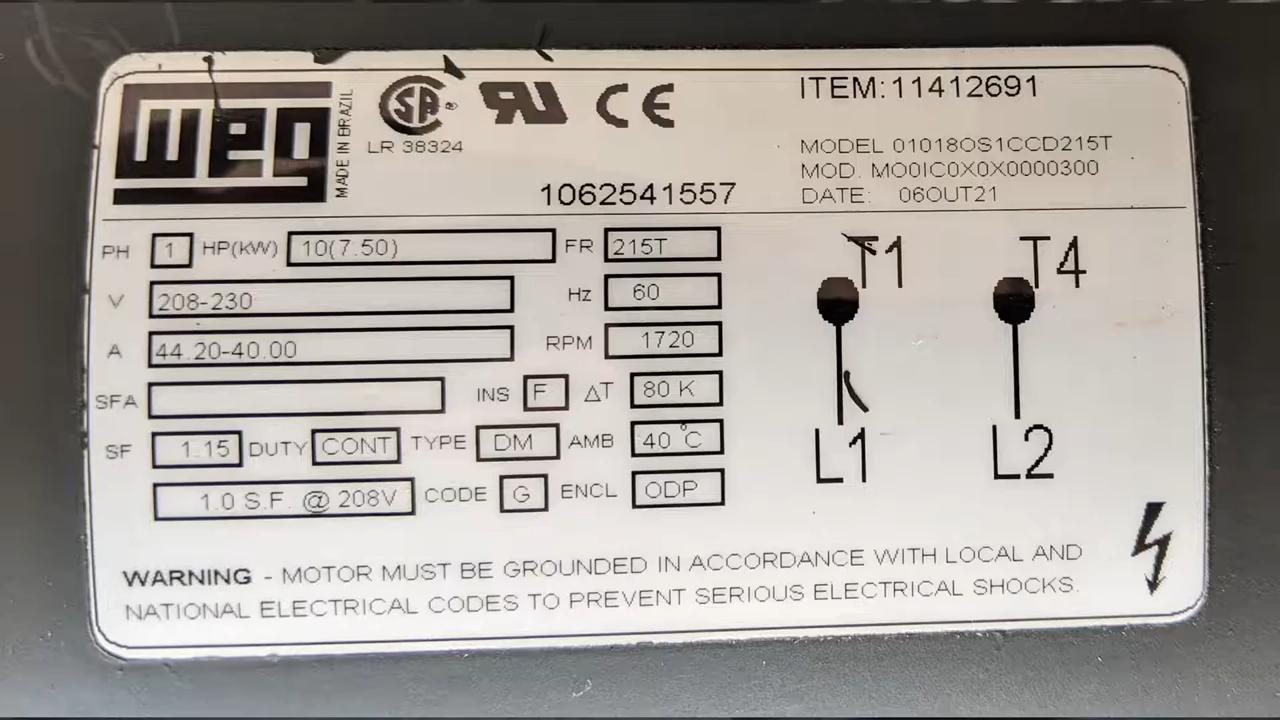 WEG
MADE IN BRAZIL
SA ®
LR 38324
RU
CE
ITEM:11412691
MODEL 01018OS1CCD215T
MOD. MO0IC0X0X0000300
DATE: 06OUT21
1062541557
PH 1 HP(KW) 10(7.50) FR 215T
V 208-230 Hz 60
A 44.20-40.00 RPM 1720
SFA INS F ΔT 80 K
SF 1.15 DUTY CONT TYPE DM AMB 40°C
1.0 S.F. @ 208V CODE G ENCL ODP
T1 T4
L1 L2
WARNING - MOTOR MUST BE GROUNDED IN ACCORDANCE WITH LOCAL AND
NATIONAL ELECTRICAL CODES TO PREVENT SERIOUS ELECTRICAL SHOCKS.